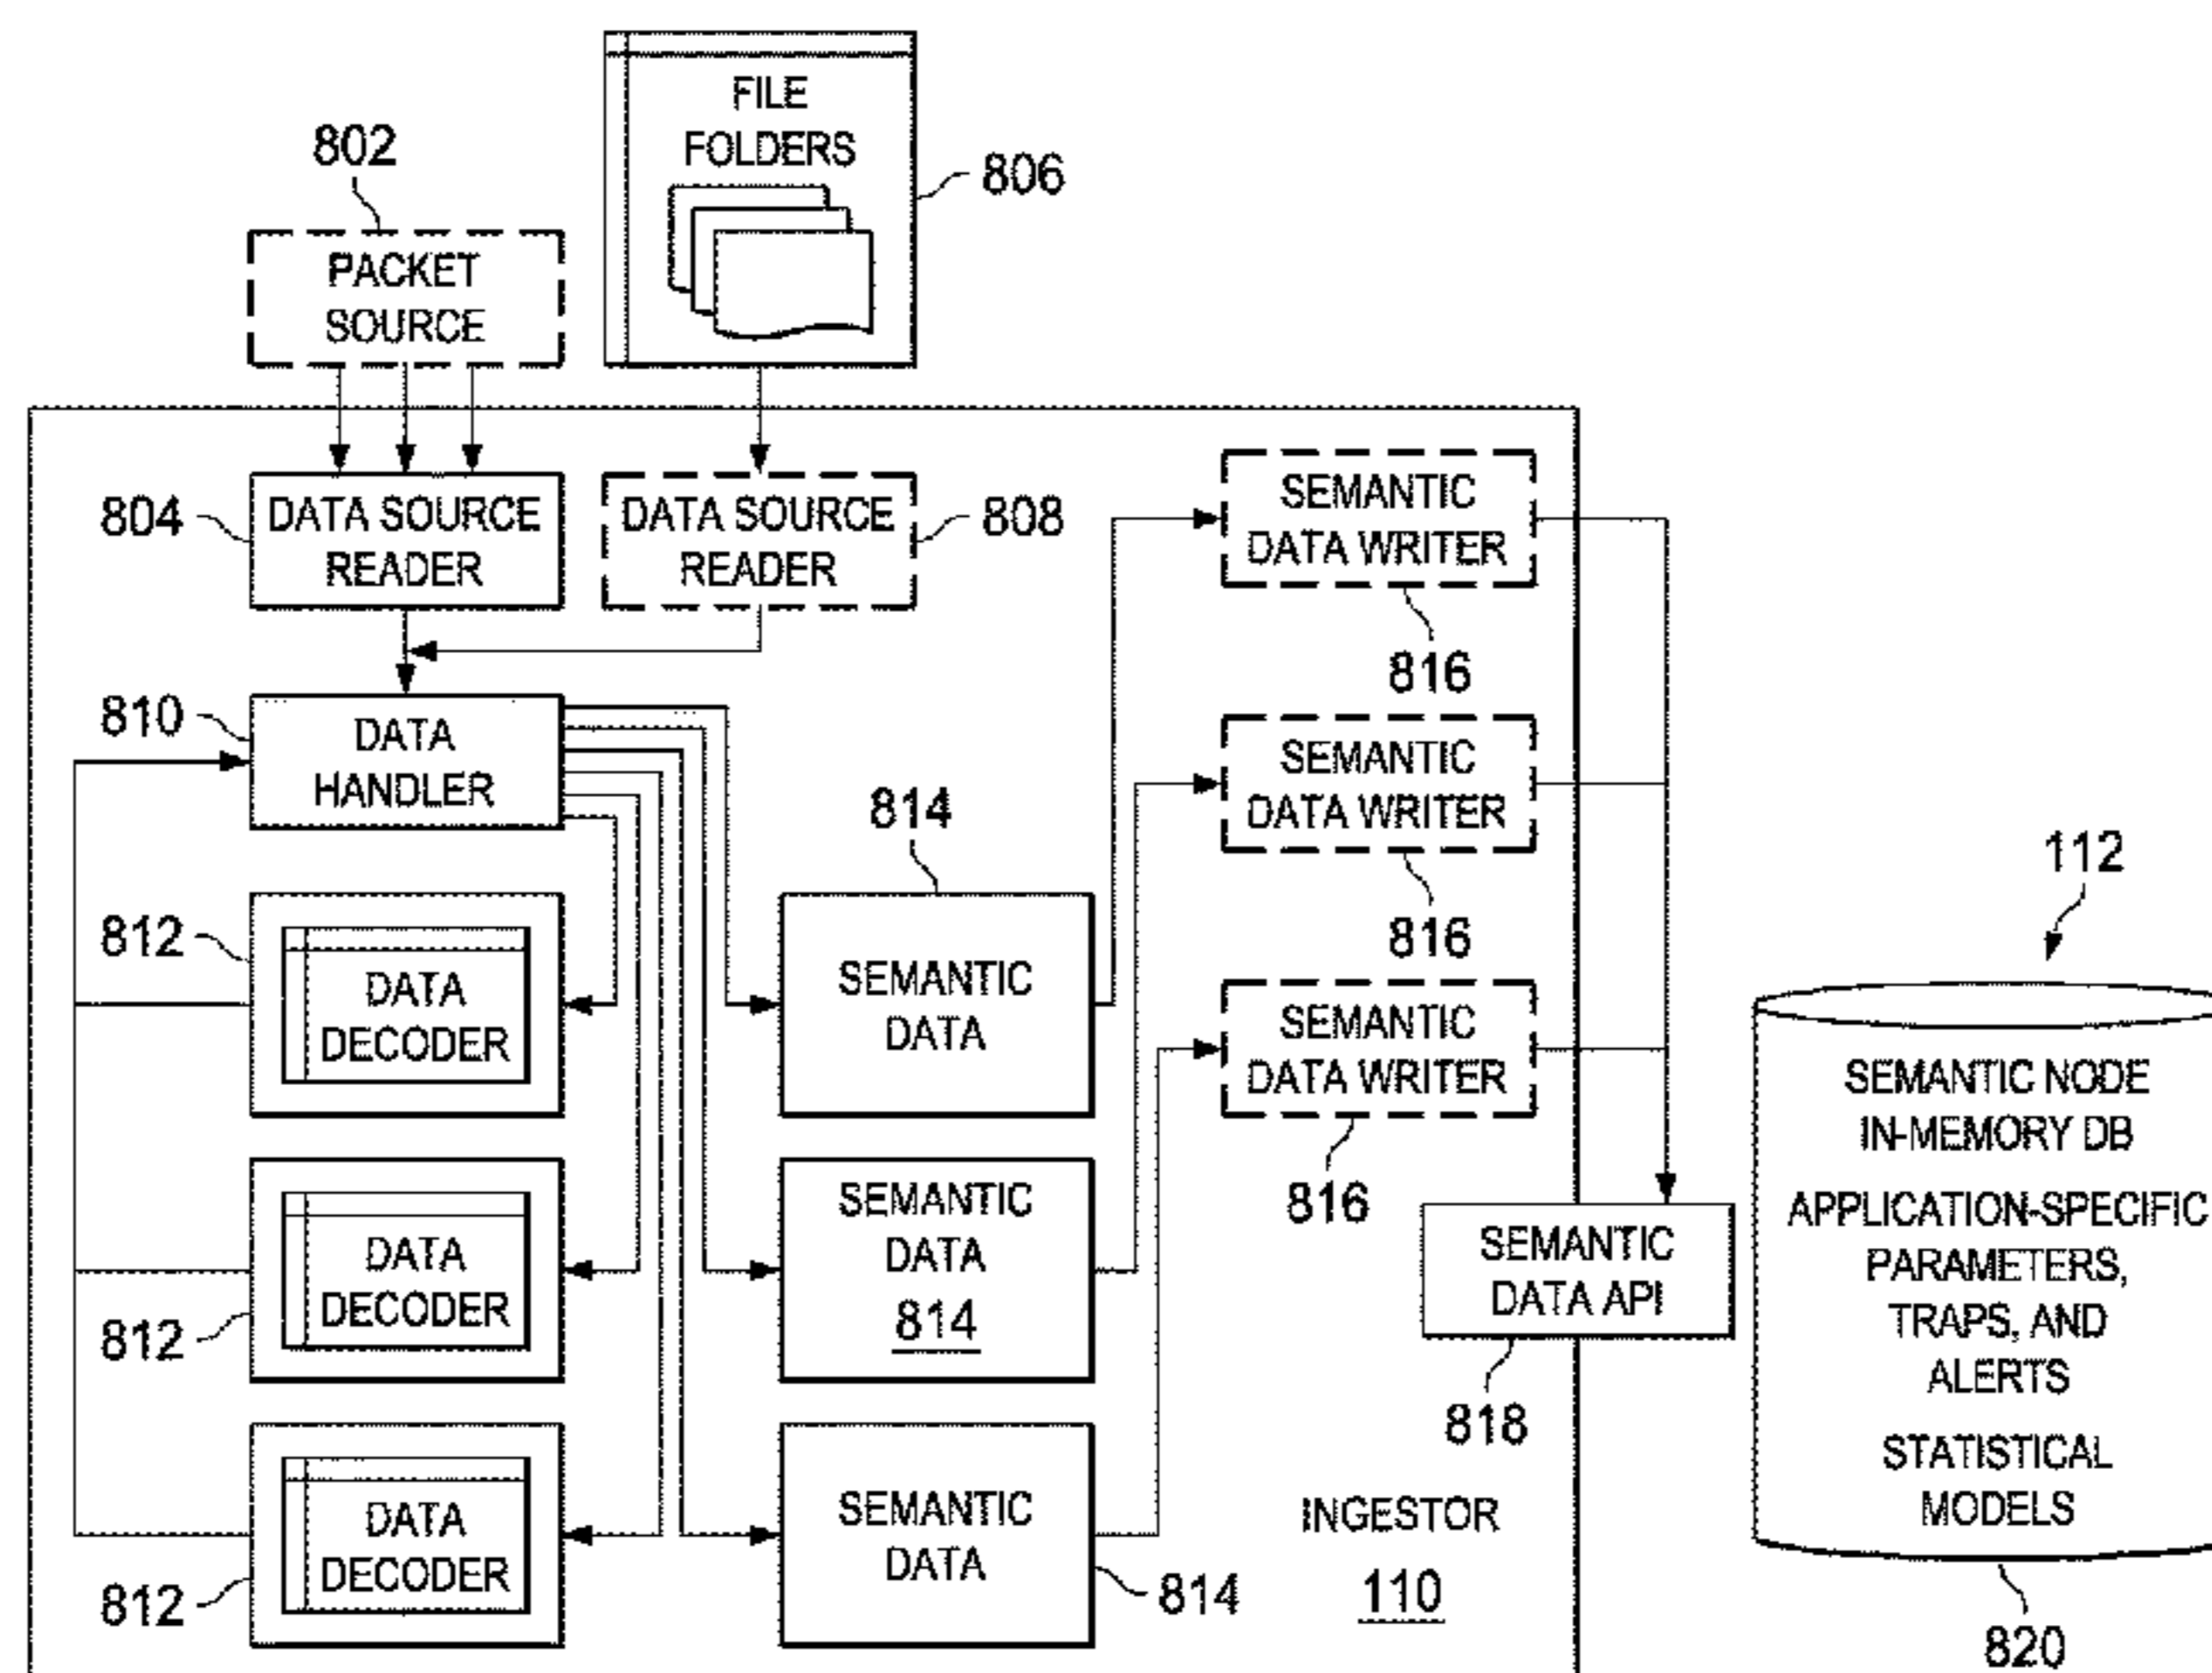 FILE
FOLDERS
802
806
PACKET
SOURCE
804
DATA SOURCE
READER
DATA SOURCE
READER
808
SEMANTIC
DATA WRITER
816
810
DATA
HANDLER
SEMANTIC
DATA WRITER
816
814
112
812
DATA
DECODER
SEMANTIC
DATA
SEMANTIC
DATA WRITER
816
SEMANTIC NODE
IN-MEMORY DB
APPLICATION-SPECIFIC
PARAMETERS,
TRAPS, AND
ALERTS
STATISTICAL
MODELS
820
812
DATA
DECODER
SEMANTIC
DATA
814
SEMANTIC
DATA API
818
812
DATA
DECODER
SEMANTIC
DATA
814
INGESTOR
110